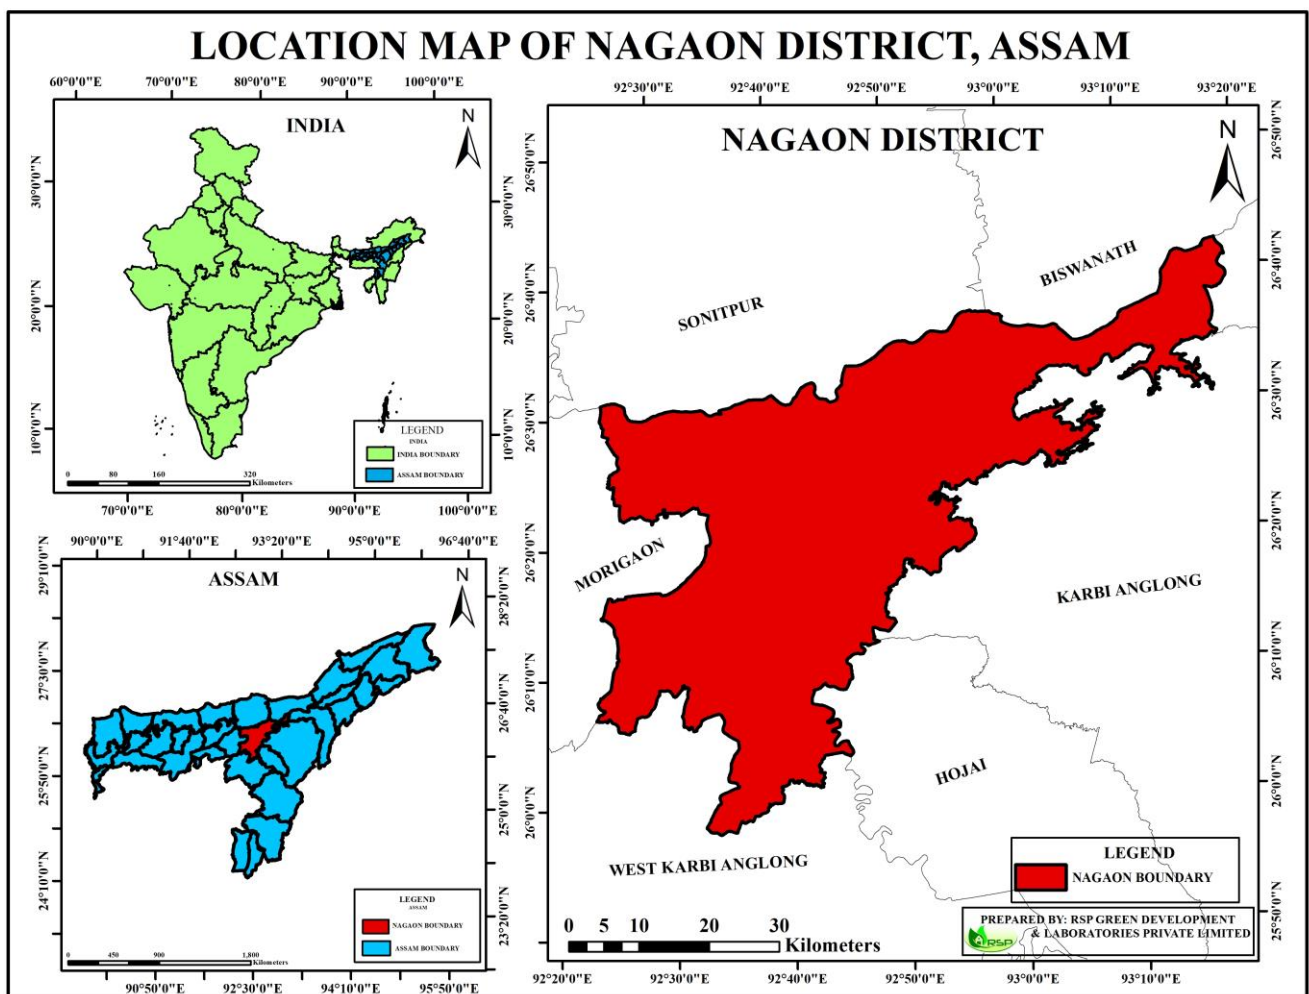 LOCATION MAP OF NAGAON DISTRICT, ASSAM
60°0'0"E 70°0'0"E 80°0'0"E 90°0'0"E 100°0'0"E
INDIA
N
30°0'0"N
20°0'0"N
10°0'0"N
30°0'0"N
20°0'0"N
10°0'0"N
LEGEND
INDIA
INDIA BOUNDARY
ASSAM BOUNDARY
0 80 160 320
Kilometers
70°0'0"E 80°0'0"E 90°0'0"E 100°0'0"E
90°0'0"E 91°40'0"E 93°20'0"E 95°0'0"E 96°40'0"E
ASSAM
N
29°10'0"N
27°30'0"N
25°50'0"N
24°10'0"N
28°20'0"N
26°40'0"N
25°0'0"N
23°20'0"N
LEGEND
ASSAM
NAGAON BOUNDARY
ASSAM BOUNDARY
0 450 900 1,800
Kilometers
90°50'0"E 92°30'0"E 94°10'0"E 95°50'0"E
92°30'0"E 92°40'0"E 92°50'0"E 93°0'0"E 93°10'0"E 93°20'0"E
NAGAON DISTRICT
N
26°50'0"N
26°40'0"N
26°30'0"N
26°20'0"N
26°10'0"N
26°0'0"N
26°50'0"N
26°40'0"N
26°30'0"N
26°20'0"N
26°10'0"N
26°0'0"N
25°50'0"N
BISWANATH
SONITPUR
MORIGAON
KARBI ANGLONG
HOJAI
WEST KARBI ANGLONG
LEGEND
NAGAON BOUNDARY
PREPARED BY: RSP GREEN DEVELOPMENT
& LABORATORIES PRIVATE LIMITED
RSP
0 5 10 20 30
Kilometers
92°20'0"E 92°30'0"E 92°40'0"E 92°50'0"E 93°0'0"E 93°10'0"E